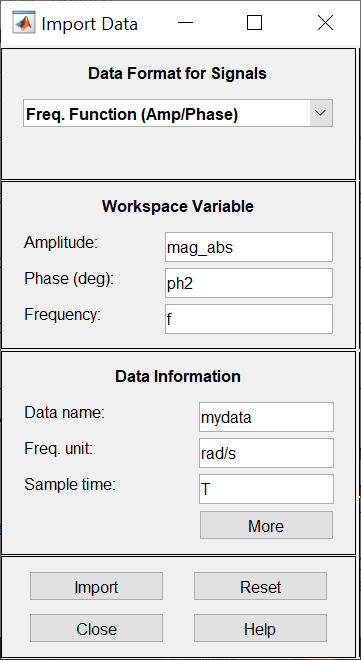 Import Data
Data Format for Signals
Freq. Function (Amp/Phase)
Workspace Variable
Amplitude: mag_abs
Phase (deg): ph2
Frequency: f
Data Information
Data name: mydata
Freq. unit: rad/s
Sample time: T
More
Import Reset
Close Help